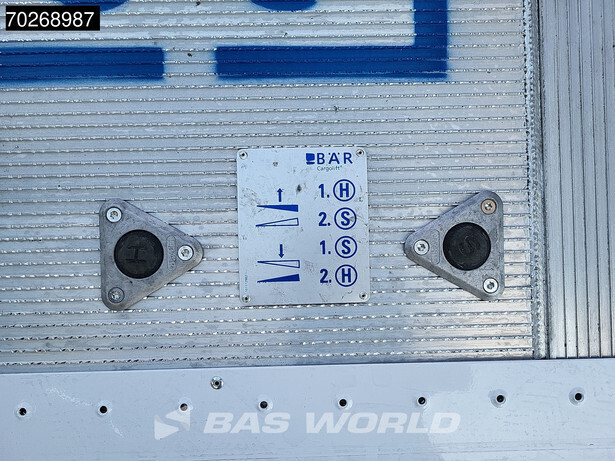 70268987
BÄR
Cargolift
1. H
2. S
1. S
2. H
H
S
BAS WORLD